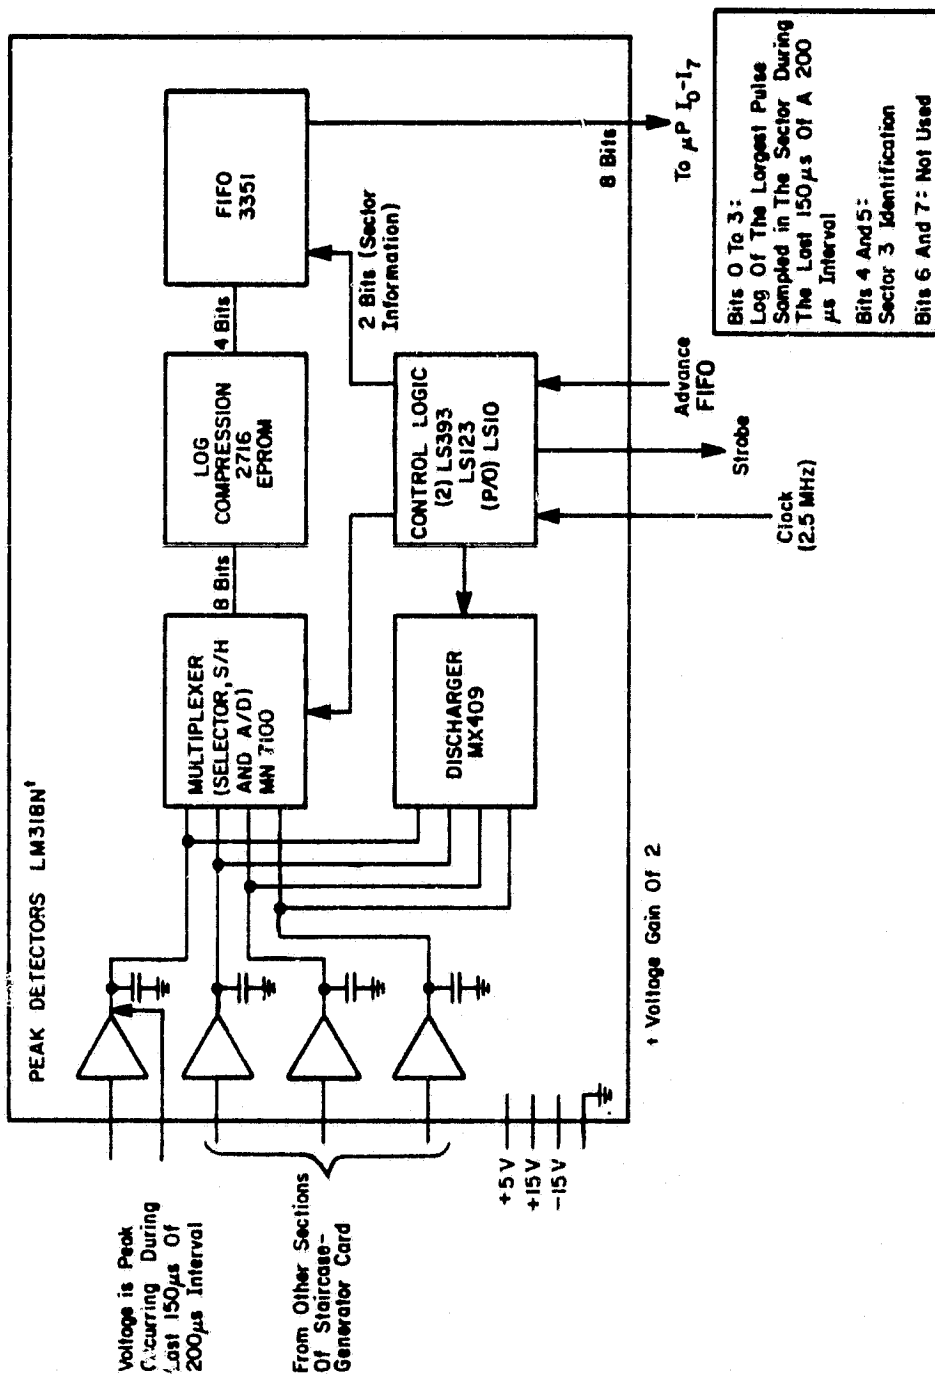 PEAK DETECTORS LM318N†
Voltage is Peak
Occurring During
Last 150μs Of
200μs Interval
From Other Sections
Of Staircase-
Generator Card
+5V
+15V
-15V
MULTIPLEXER
(SELECTOR, S/H
AND A/D)
MN 7100
8 Bits
LOG
COMPRESSION
2716
EPROM
4 Bits
FIFO
3351
DISCHARGER
MX409
CONTROL LOGIC
(2) LS393
LS123
(P/O) LS10
2 Bits (Sector
Information)
8 Bits
To μP I0-I7
Clock
(2.5 MHz)
Strobe
Advance
FIFO
† Voltage Gain Of 2
Bits 0 To 3:
Log Of The Largest Pulse
Sampled in The Sector During
The Last 150μs Of A 200
μs Interval
Bits 4 And 5:
Sector 3 Identification
Bits 6 And 7: Not Used